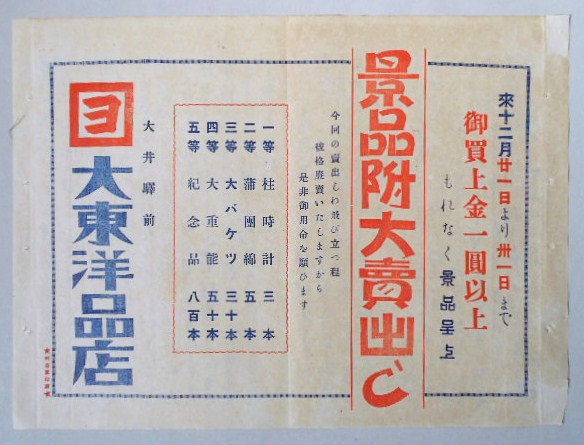 來十二月廿一日より卅一日まで
御買上金一圓以上
もれなく景品呈上
景品附大賣出し
今回の賣出しわ飛び立つ程
破格廉賣いたしますから
是非御用命を願ひます
一等 柱時計 三本
二等 蒲團綿 五本
三等 大バケツ 三十本
四等 大重能 五十本
五等 紀念品 八百本
大井驛前
ヨ
大東洋品店